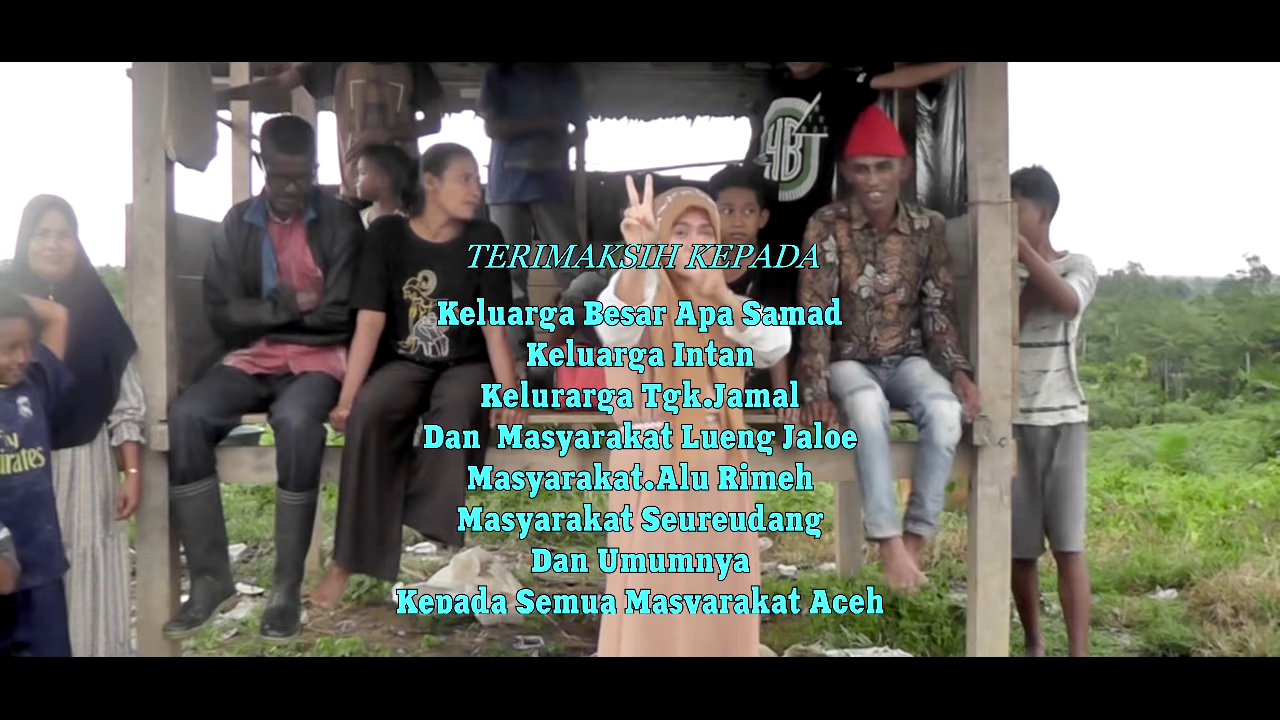 HBJ
TERIMAKSIH KEPADA
Keluarga Besar Apa Samad
Keluarga Intan
Kelurarga Tgk.Jamal
Dan Masyarakat Lueng Jaloe
Masyarakat.Alu Rimeh
Masyarakat Seureudang
Dan Umumnya
Kepada Semua Masyarakat Aceh